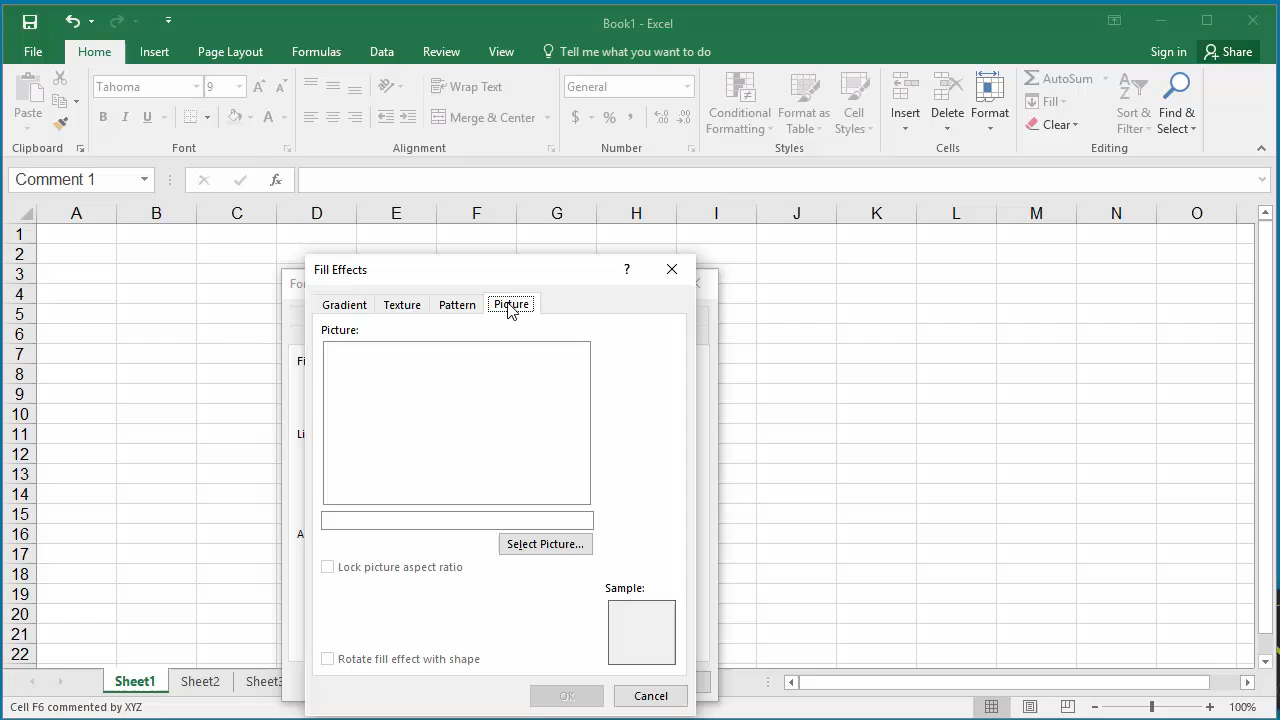 Book1 - Excel
File Home Insert Page Layout Formulas Data Review View Tell me what you want to do Sign in Share
Paste
Clipboard
Tahoma 9
B I U
Font
Wrap Text
Merge & Center
Alignment
General
$ % ,
Number
Conditional Formatting
Format as Table
Cell Styles
Styles
Insert Delete Format
Cells
AutoSum
Fill
Clear
Sort & Filter
Find & Select
Editing
Comment 1
fx
A B C D E F G H I J K L M N O
1
2
3
4
5
6
7
8
9
10
11
12
13
14
15
16
17
18
19
20
21
22
Fill Effects
?
Gradient Texture Pattern Picture
Picture:
Select Picture...
Lock picture aspect ratio
Sample:
Rotate fill effect with shape
OK Cancel
Sheet1 Sheet2
Cell F6 commented by XYZ
100%